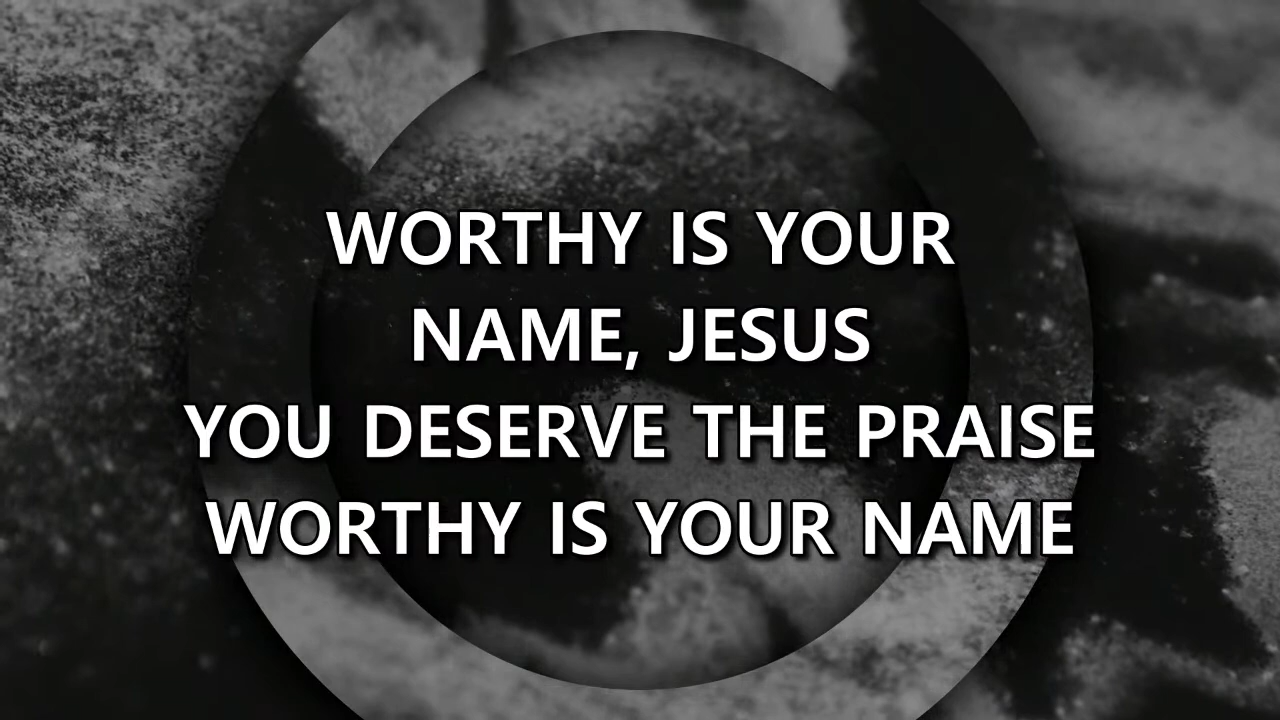 WORTHY IS YOUR
NAME, JESUS
YOU DESERVE THE PRAISE
WORTHY IS YOUR NAME